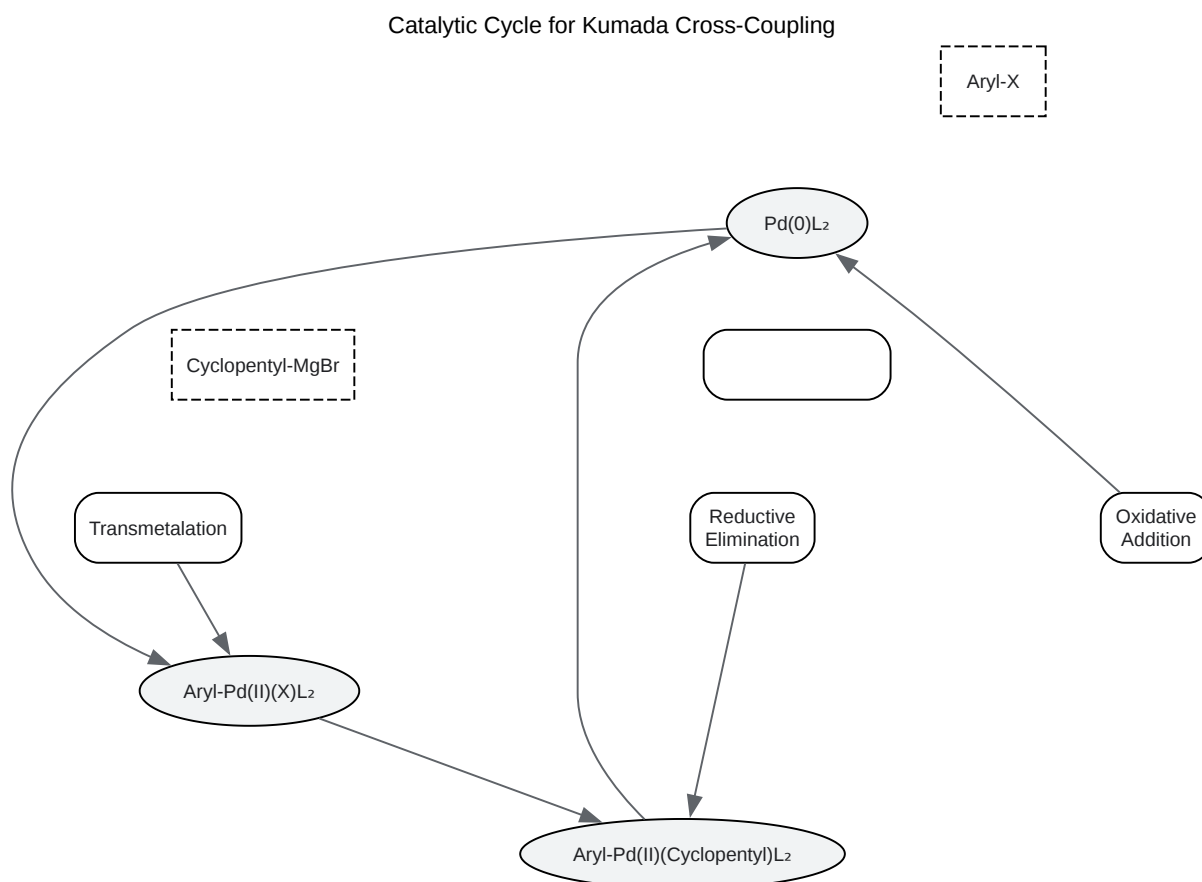 Catalytic Cycle for Kumada Cross-Coupling
Aryl-X
Pd(0)L₂
Cyclopentyl-MgBr
Transmetalation
Reductive
Elimination
Oxidative
Addition
Aryl-Pd(II)(X)L₂
Aryl-Pd(II)(Cyclopentyl)L₂